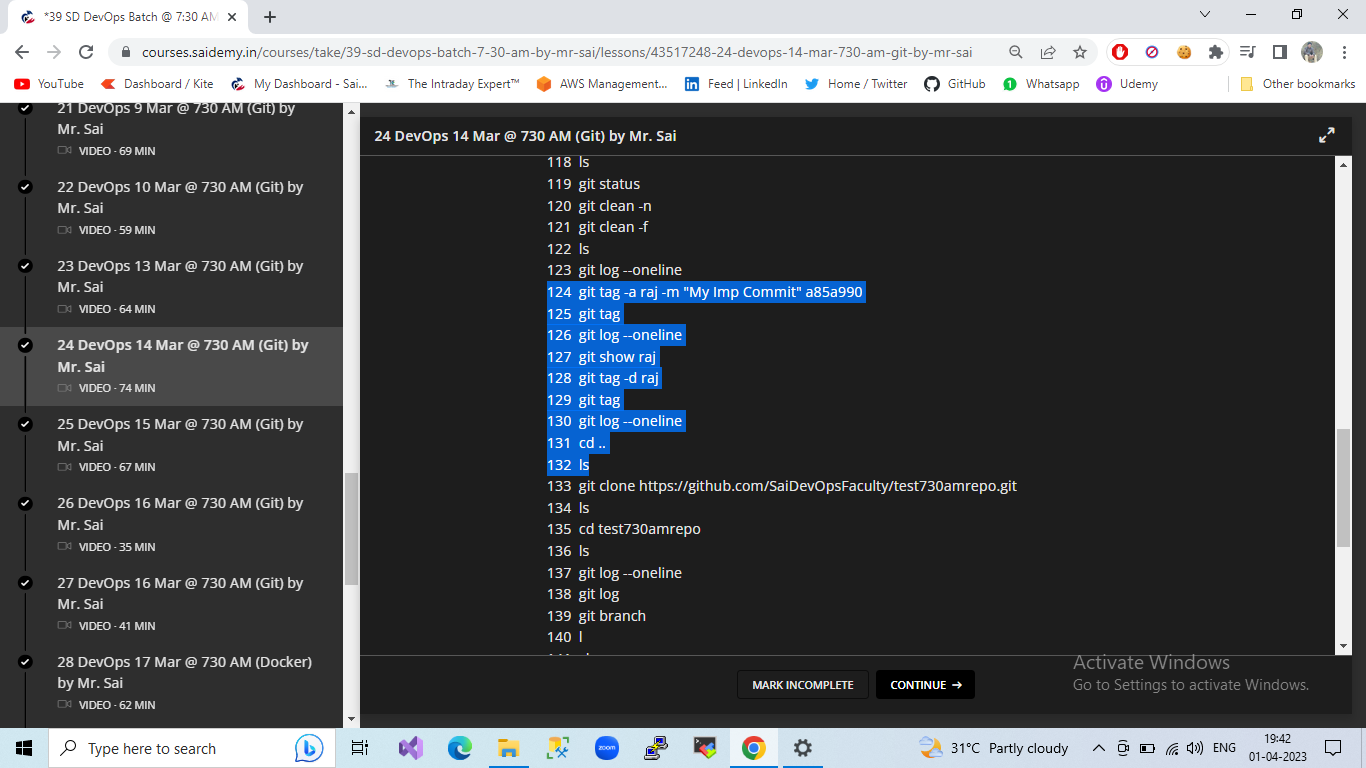 *39 SD DevOps Batch @ 7:30 AM
courses.saidemy.in/courses/take/39-sd-devops-batch-7-30-am-by-mr-sai/lessons/43517248-24-devops-14-mar-730-am-git-by-mr-sai
YouTube Dashboard / Kite My Dashboard - Sai... The Intraday Expert™ AWS Management... Feed | LinkedIn Home / Twitter GitHub Whatsapp Udemy Other bookmarks
21 DevOps 9 Mar @ 730 AM (Git) by
Mr. Sai
VIDEO · 69 MIN
22 DevOps 10 Mar @ 730 AM (Git) by
Mr. Sai
VIDEO · 59 MIN
23 DevOps 13 Mar @ 730 AM (Git) by
Mr. Sai
VIDEO · 64 MIN
24 DevOps 14 Mar @ 730 AM (Git) by
Mr. Sai
VIDEO · 74 MIN
25 DevOps 15 Mar @ 730 AM (Git) by
Mr. Sai
VIDEO · 67 MIN
26 DevOps 16 Mar @ 730 AM (Git) by
Mr. Sai
VIDEO · 35 MIN
27 DevOps 16 Mar @ 730 AM (Git) by
Mr. Sai
VIDEO · 41 MIN
28 DevOps 17 Mar @ 730 AM (Docker)
by Mr. Sai
VIDEO · 62 MIN
24 DevOps 14 Mar @ 730 AM (Git) by Mr. Sai
118 ls
119 git status
120 git clean -n
121 git clean -f
122 ls
123 git log --oneline
124 git tag -a raj -m "My Imp Commit" a85a990
125 git tag
126 git log --oneline
127 git show raj
128 git tag -d raj
129 git tag
130 git log --oneline
131 cd ..
132 ls
133 git clone https://github.com/SaiDevOpsFaculty/test730amrepo.git
134 ls
135 cd test730amrepo
136 ls
137 git log --oneline
138 git log
139 git branch
140 l
MARK INCOMPLETE CONTINUE →
Activate Windows
Go to Settings to activate Windows.
Type here to search
zoom
31°C Partly cloudy
ENG
19:42
01-04-2023